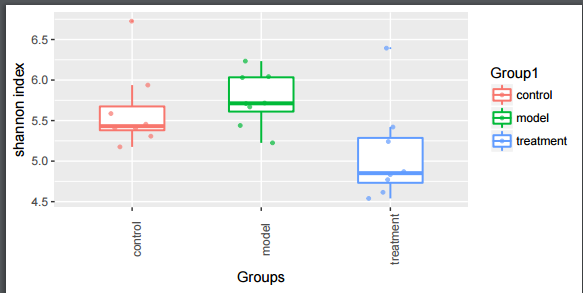 shannon index
6.5
6.0
5.5
5.0
4.5
control
model
treatment
Groups
Group1
control
model
treatment